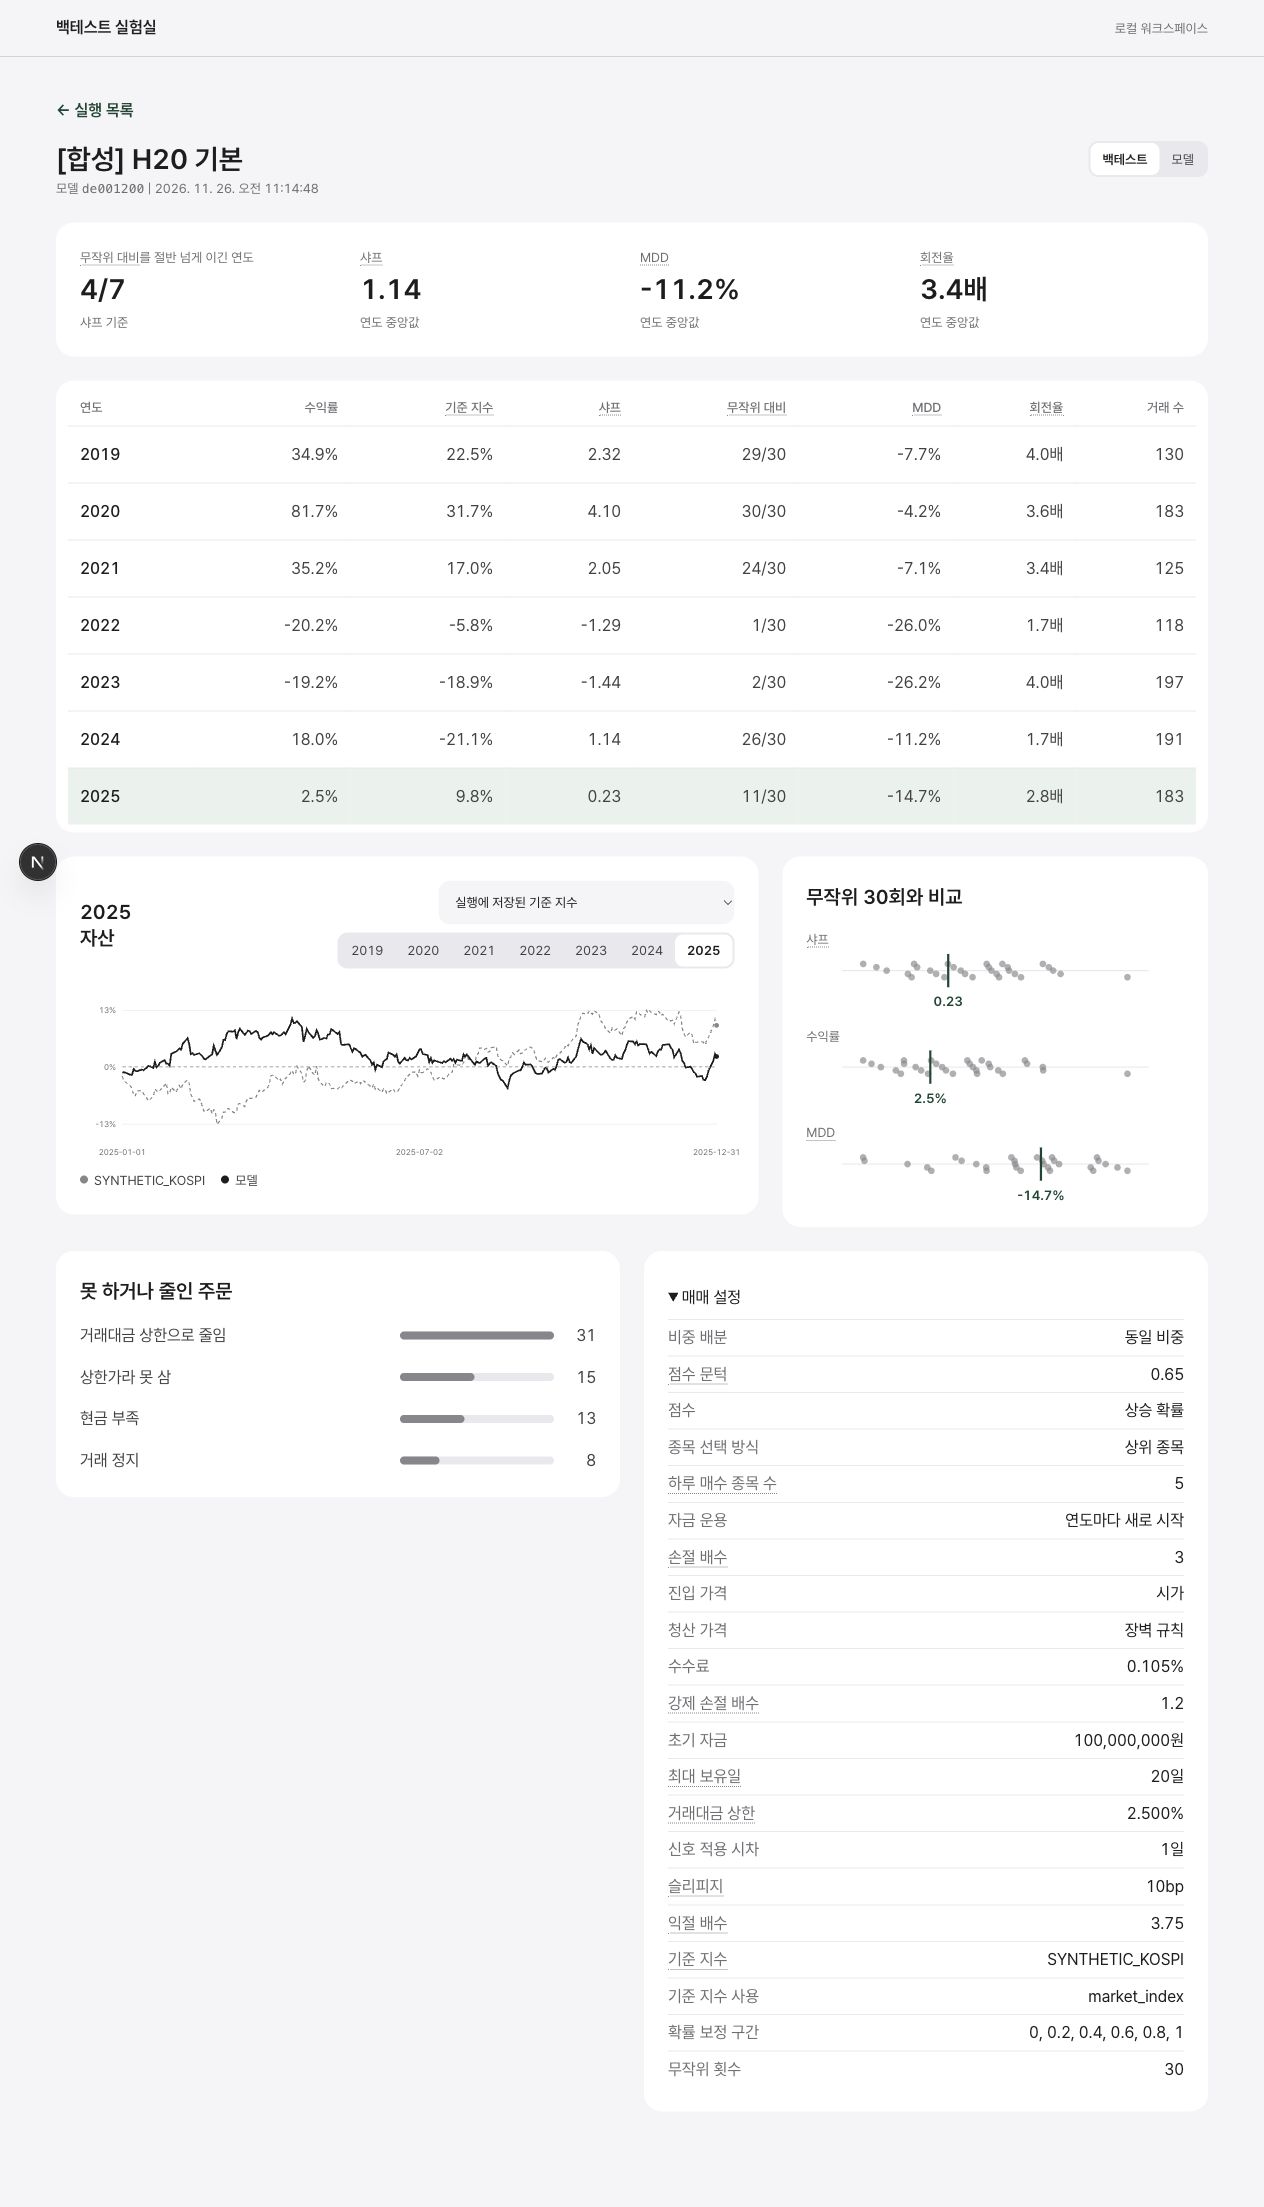 백테스트 실험실
로컬 워크스페이스
← 실행 목록
[합성] H20 기본
백테스트 모델
모델 de001200 | 2026. 11. 26. 오전 11:14:48
무작위 대비를 절반 넘게 이긴 연도
4/7
샤프 기준
샤프
1.14
연도 중앙값
MDD
-11.2%
연도 중앙값
회전율
3.4배
연도 중앙값
연도 수익률 기준 지수 샤프 무작위 대비 MDD 회전율 거래 수
2019 34.9% 22.5% 2.32 29/30 -7.7% 4.0배 130
2020 81.7% 31.7% 4.10 30/30 -4.2% 3.6배 183
2021 35.2% 17.0% 2.05 24/30 -7.1% 3.4배 125
2022 -20.2% -5.8% -1.29 1/30 -26.0% 1.7배 118
2023 -19.2% -18.9% -1.44 2/30 -26.2% 4.0배 197
2024 18.0% -21.1% 1.14 26/30 -11.2% 1.7배 191
2025 2.5% 9.8% 0.23 11/30 -14.7% 2.8배 183
N
2025
자산
실행에 저장된 기준 지수
2019 2020 2021 2022 2023 2024 2025
13%
0%
-13%
2025-01-01 2025-07-02 2025-12-31
SYNTHETIC_KOSPI 모델
무작위 30회와 비교
샤프
0.23
수익률
2.5%
MDD
-14.7%
못 하거나 줄인 주문
거래대금 상한으로 줄임 31
상한가라 못 삼 15
현금 부족 13
거래 정지 8
▼ 매매 설정
비중 배분 동일 비중
점수 문턱 0.65
점수 상승 확률
종목 선택 방식 상위 종목
하루 매수 종목 수 5
자금 운용 연도마다 새로 시작
손절 배수 3
진입 가격 시가
청산 가격 장벽 규칙
수수료 0.105%
강제 손절 배수 1.2
초기 자금 100,000,000원
최대 보유일 20일
거래대금 상한 2.500%
신호 적용 시차 1일
슬리피지 10bp
익절 배수 3.75
기준 지수 SYNTHETIC_KOSPI
기준 지수 사용 market_index
확률 보정 구간 0, 0.2, 0.4, 0.6, 0.8, 1
무작위 횟수 30